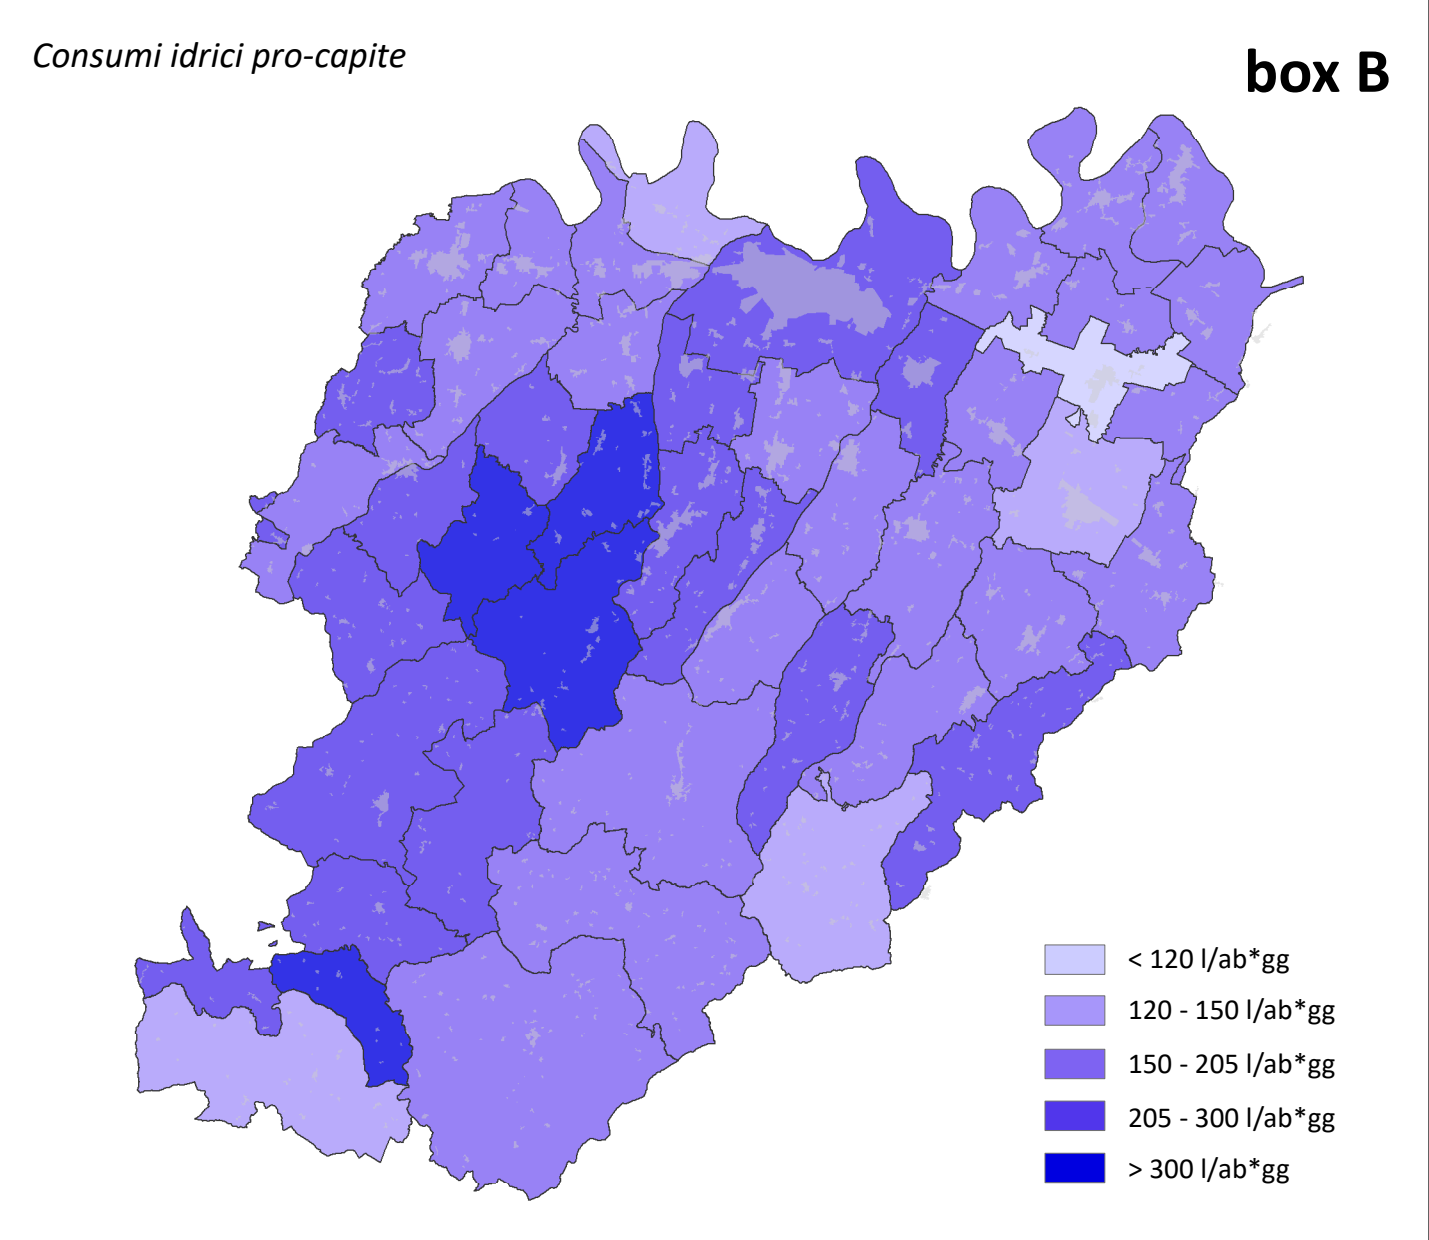 Consumi idrici pro-capite
box B
< 120 l/ab*gg
120 - 150 l/ab*gg
150 - 205 l/ab*gg
205 - 300 l/ab*gg
> 300 l/ab*gg